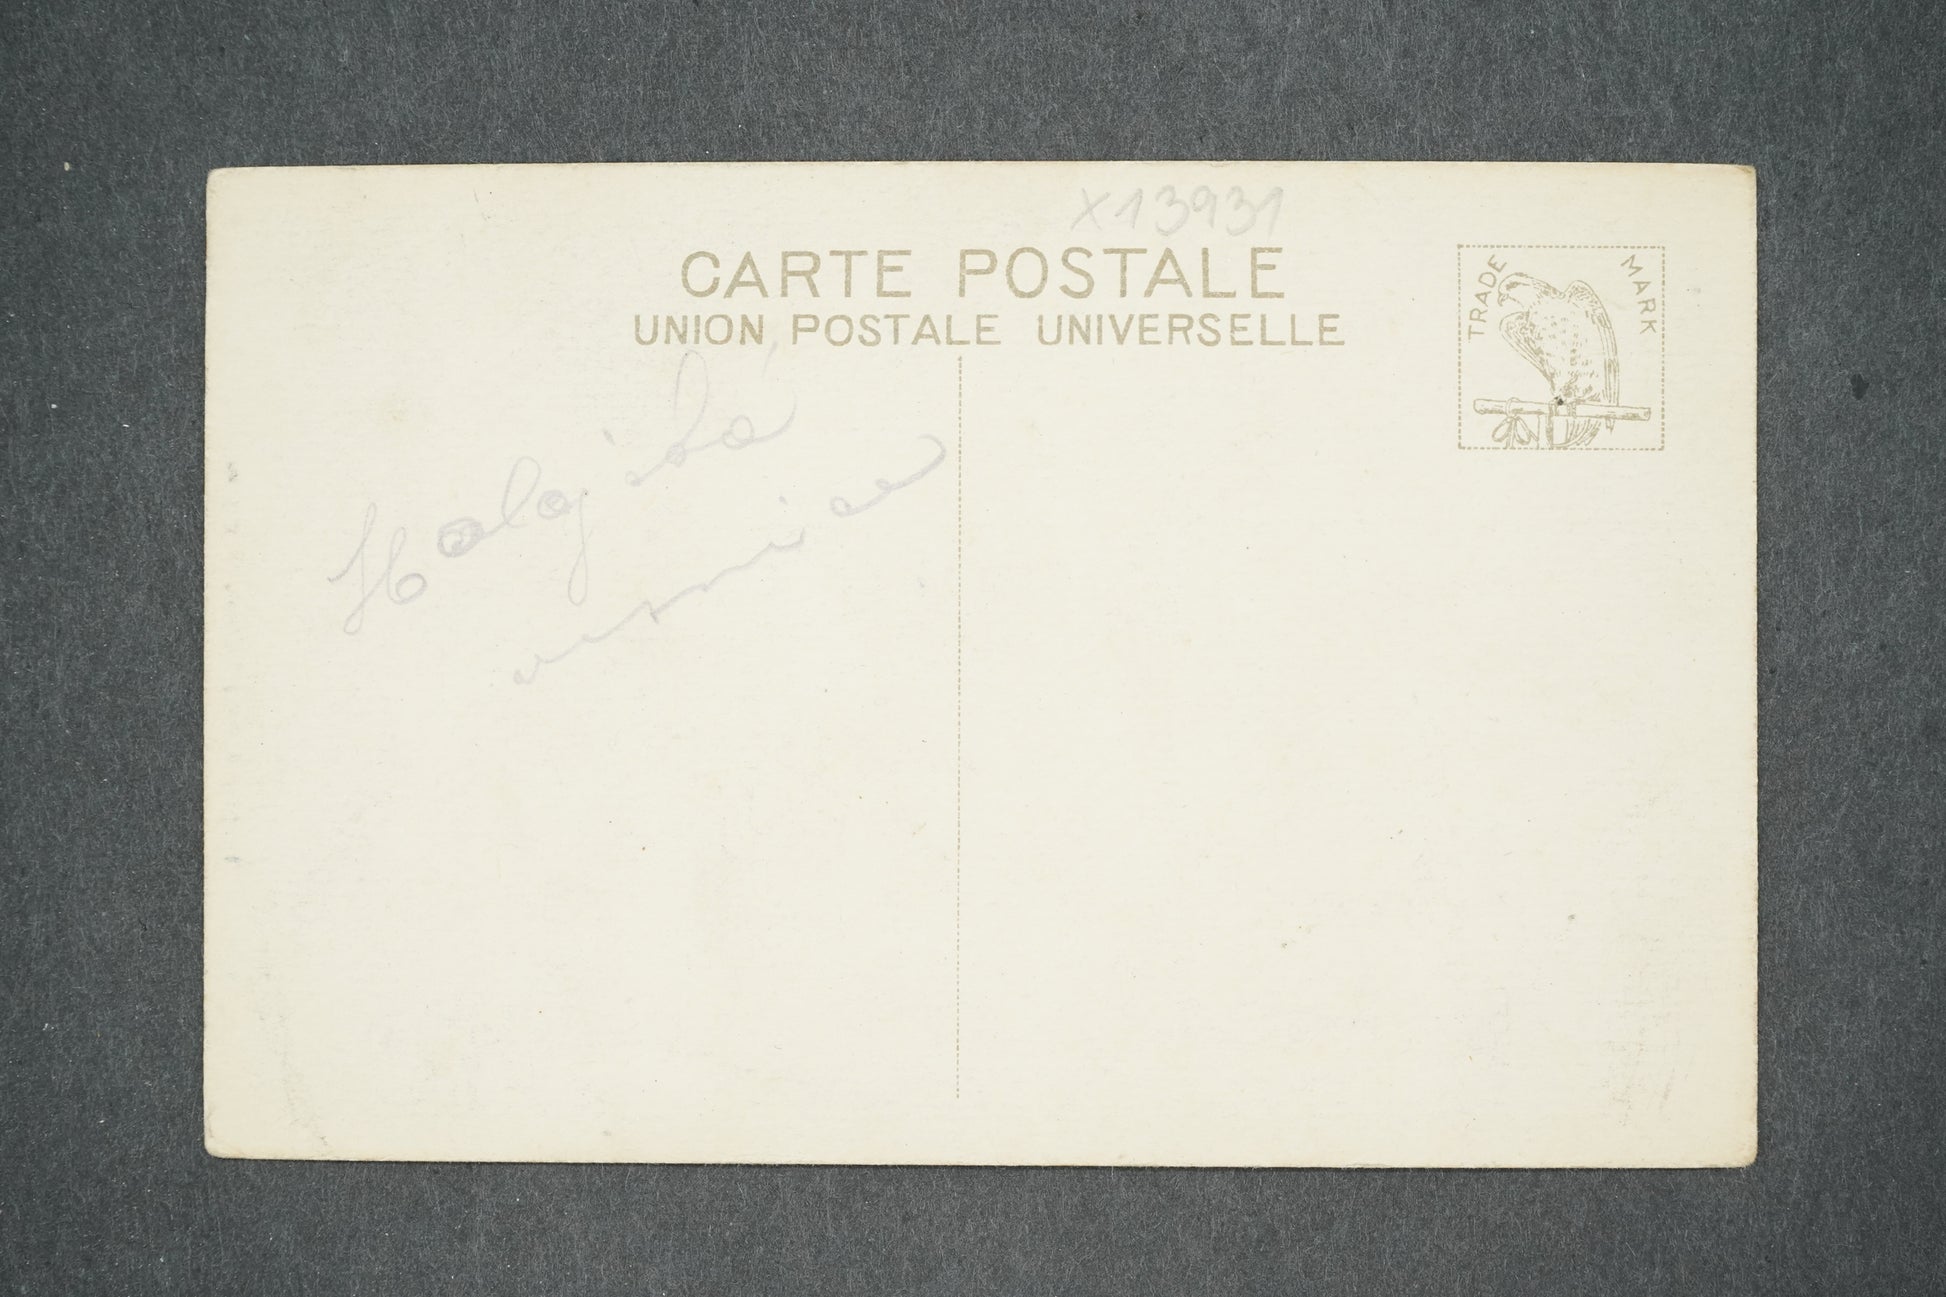 X13931
CARTE POSTALE
UNION POSTALE UNIVERSELLE
TRADE MARK